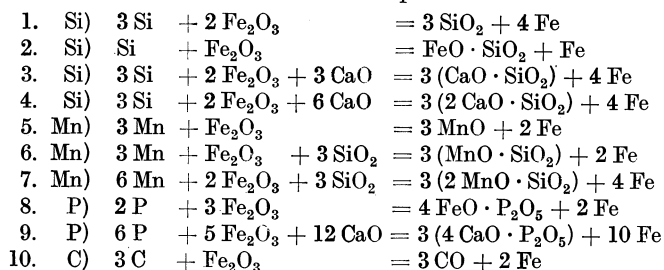 1. Si) 3 Si + 2 Fe₂O₃ = 3 SiO₂ + 4 Fe
2. Si) Si + Fe₂O₃ = FeO · SiO₂ + Fe
3. Si) 3 Si + 2 Fe₂O₃ + 3 CaO = 3 (CaO · SiO₂) + 4 Fe
4. Si) 3 Si + 2 Fe₂O₃ + 6 CaO = 3 (2 CaO · SiO₂) + 4 Fe
5. Mn) 3 Mn + Fe₂O₃ = 3 MnO + 2 Fe
6. Mn) 3 Mn + Fe₂O₃ + 3 SiO₂ = 3 (MnO · SiO₂) + 2 Fe
7. Mn) 6 Mn + 2 Fe₂O₃ + 3 SiO₂ = 3 (2 MnO · SiO₂) + 4 Fe
8. P) 2 P + 3 Fe₂O₃ = 4 FeO · P₂O₅ + 2 Fe
9. P) 6 P + 5 Fe₂O₃ + 12 CaO = 3 (4 CaO · P₂O₅) + 10 Fe
10. C) 3 C + Fe₂O₃ = 3 CO + 2 Fe